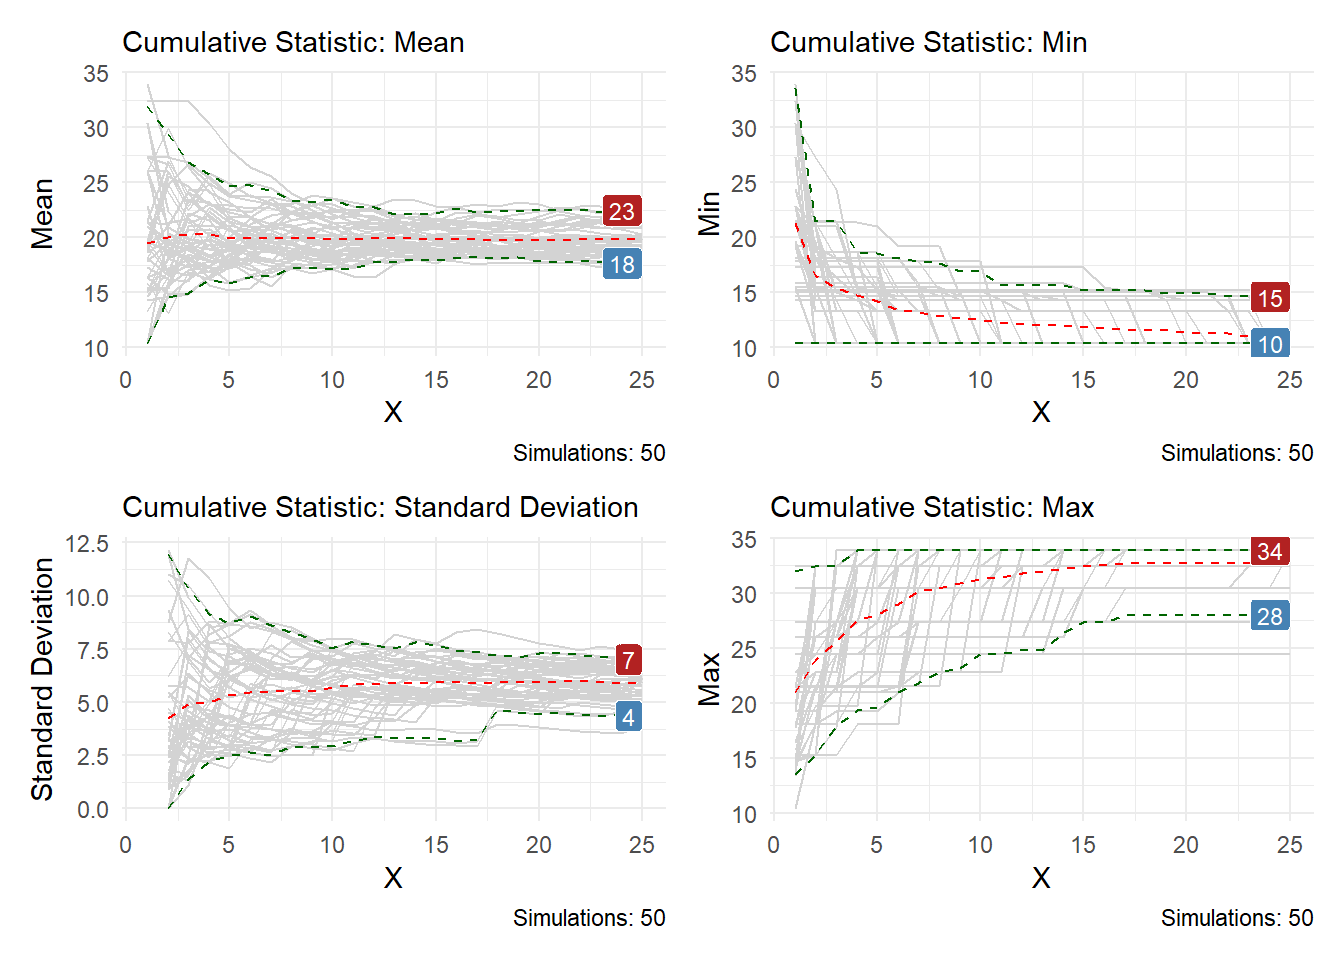 Cumulative Statistic: Mean
35
30
25
20
15
10
Mean
23
18
0 5 10 15 20 25
X
Simulations: 50
Cumulative Statistic: Min
35
30
25
20
15
10
Min
15
10
0 5 10 15 20 25
X
Simulations: 50
Cumulative Statistic: Standard Deviation
12.5
10.0
7.5
5.0
2.5
0.0
Standard Deviation
7
4
0 5 10 15 20 25
X
Simulations: 50
Cumulative Statistic: Max
35
30
25
20
15
10
Max
34
28
0 5 10 15 20 25
X
Simulations: 50